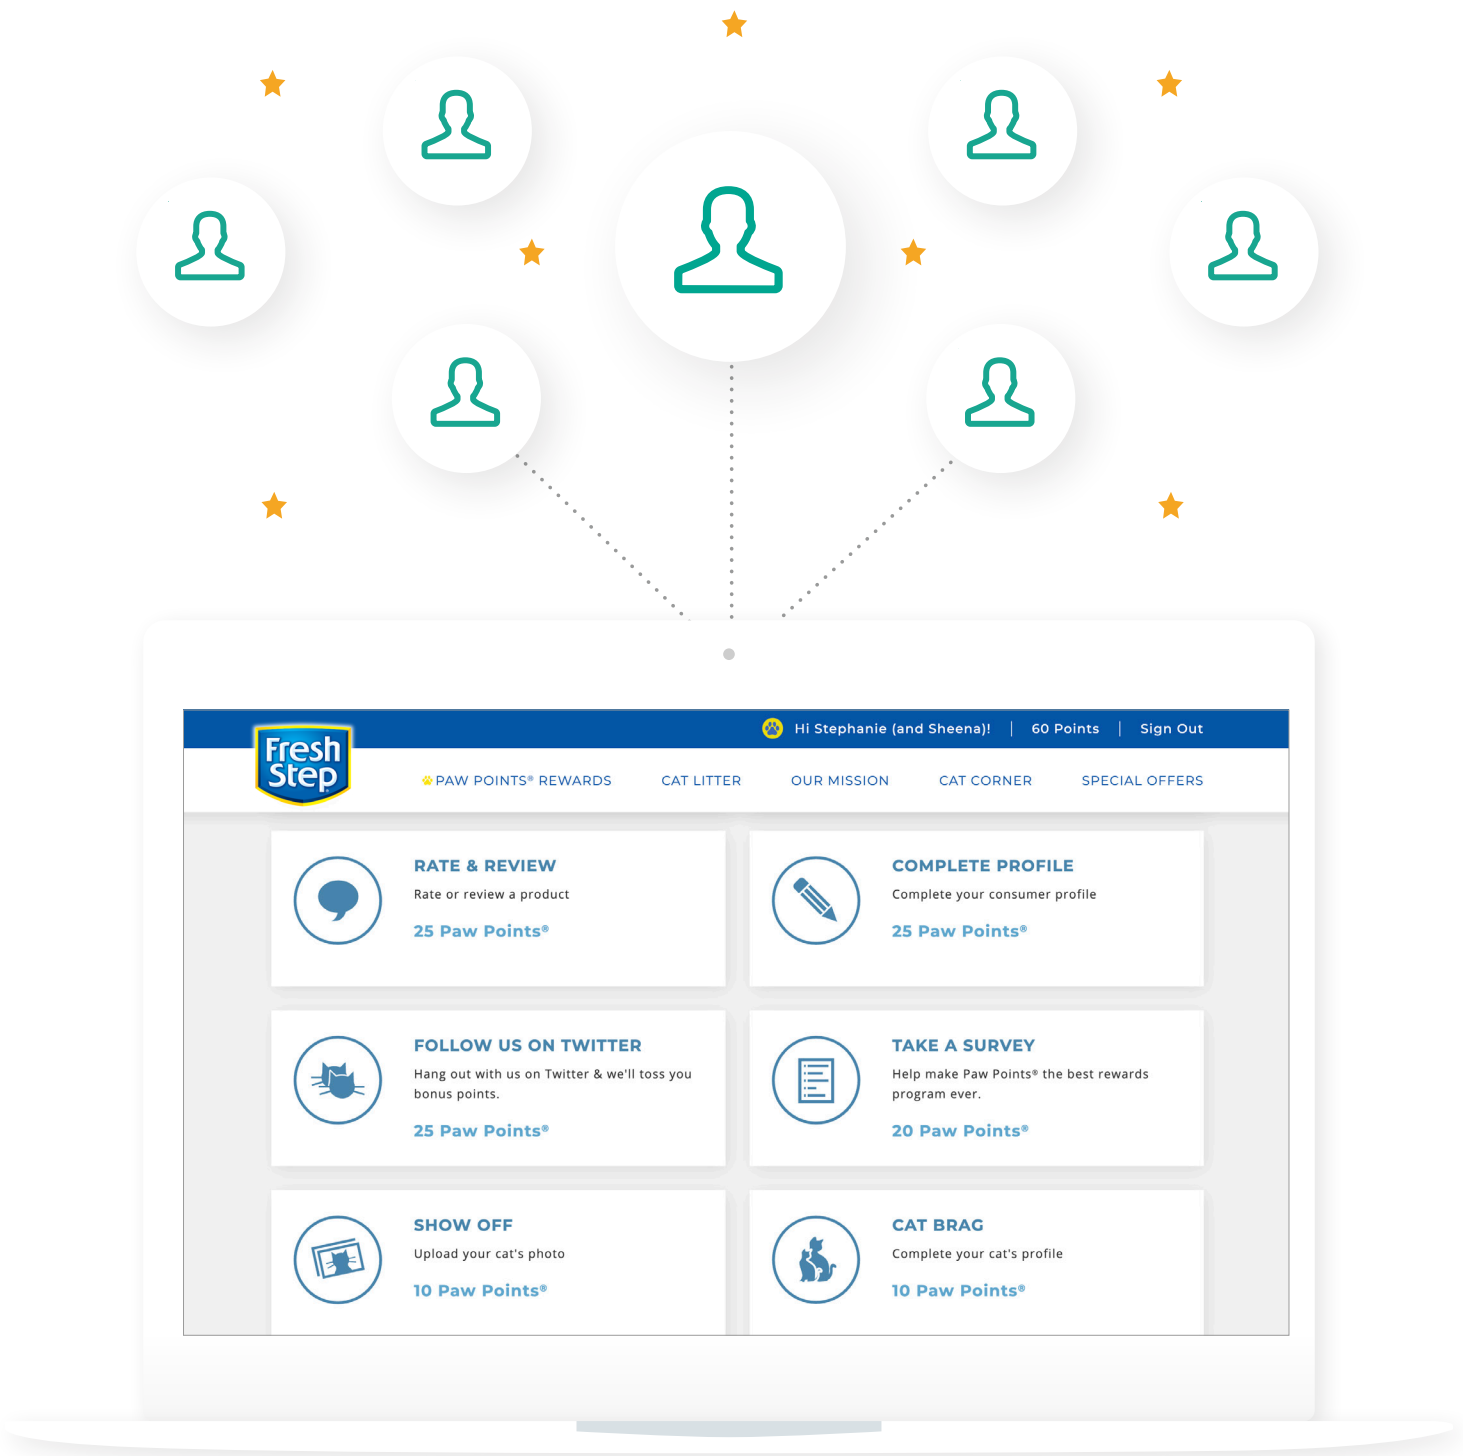 Hi Stephanie (and Sheena)! | 60 Points | Sign Out
Fresh
Step®
PAW POINTS® REWARDS CAT LITTER OUR MISSION CAT CORNER SPECIAL OFFERS
RATE & REVIEW
Rate or review a product
25 Paw Points®
COMPLETE PROFILE
Complete your consumer profile
25 Paw Points®
FOLLOW US ON TWITTER
Hang out with us on Twitter & we'll toss you
bonus points.
25 Paw Points®
TAKE A SURVEY
Help make Paw Points® the best rewards
program ever.
20 Paw Points®
SHOW OFF
Upload your cat's photo
10 Paw Points®
CAT BRAG
Complete your cat's profile
10 Paw Points®